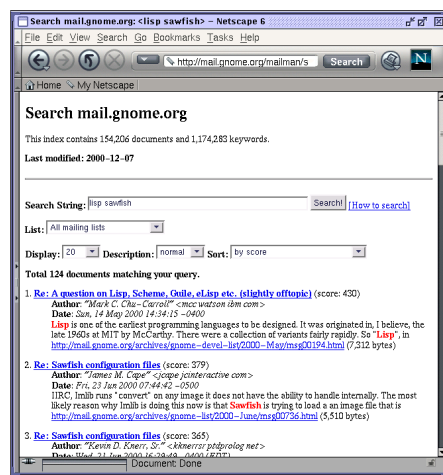 Search mail.gnome.org: <lisp sawfish> - Netscape 6
File Edit View Search Go Bookmarks Tasks Help
http://mail.gnome.org/mailman/s Search N
Home My Netscape
Search mail.gnome.org
This index contains 154,206 documents and 1,174,283 keywords.
Last modified: 2000-12-07
Search String: lisp sawfish Search! [How to search]
List: All mailing lists
Display: 20 Description: normal Sort: by score
Total 124 documents matching your query.
1. Re: A question on Lisp, Scheme, Guile, eLisp etc. (slightly offtopic) (score: 430)
Author: "Mark C. Chu-Carroll" <mcc watson ibm com>
Date: Sun, 14 May 2000 14:34:15 -0400
Lisp is one of the earliest programming languages to be designed. It was originated in, I believe, the
late 1960s at MIT by McCarthy. There were a collection of variants fairly rapidly. So "Lisp", in
http://mail.gnome.org/archives/gnome-devel-list/2000-May/msg00194.html (7,312 bytes)
2. Re: Sawfish configuration files (score: 379)
Author: "James M. Cape" <jcape jcinteractive com>
Date: Fri, 23 Jun 2000 07:44:42 -0500
IIRC, Imlib runs "convert" on any image it does not have the ability to handle internally. The most
likely reason why Imlib is doing this now is that Sawfish is trying to load a an image file that is
http://mail.gnome.org/archives/gnome-list/2000-June/msg00736.html (5,510 bytes)
3. Re: Sawfish configuration files (score: 365)
Author: "Kevin D. Knerr, Sr." <kknerrsr ptdprolog net>
Date: Wed, 21 Jun 2000 16:29:49 -0400 (EDT)
Document: Done